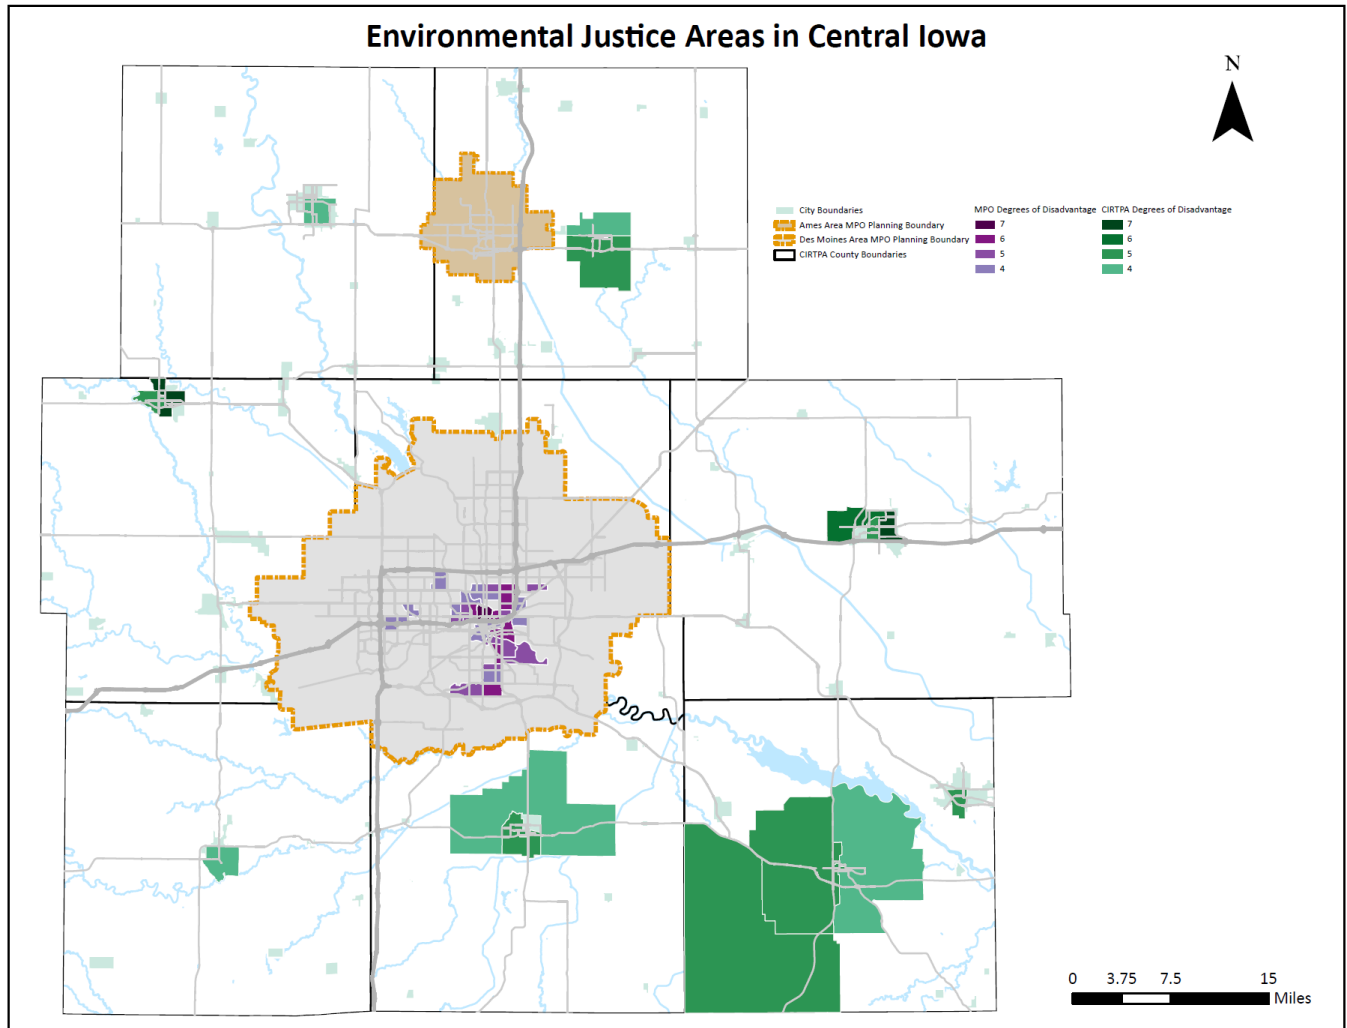 Environmental Justice Areas in Central Iowa
N
City Boundaries
Ames Area MPO Planning Boundary
Des Moines Area MPO Planning Boundary
CIRTPA County Boundaries
MPO Degrees of Disadvantage
7
6
5
4
CIRTPA Degrees of Disadvantage
7
6
5
4
0 3.75 7.5 15
Miles